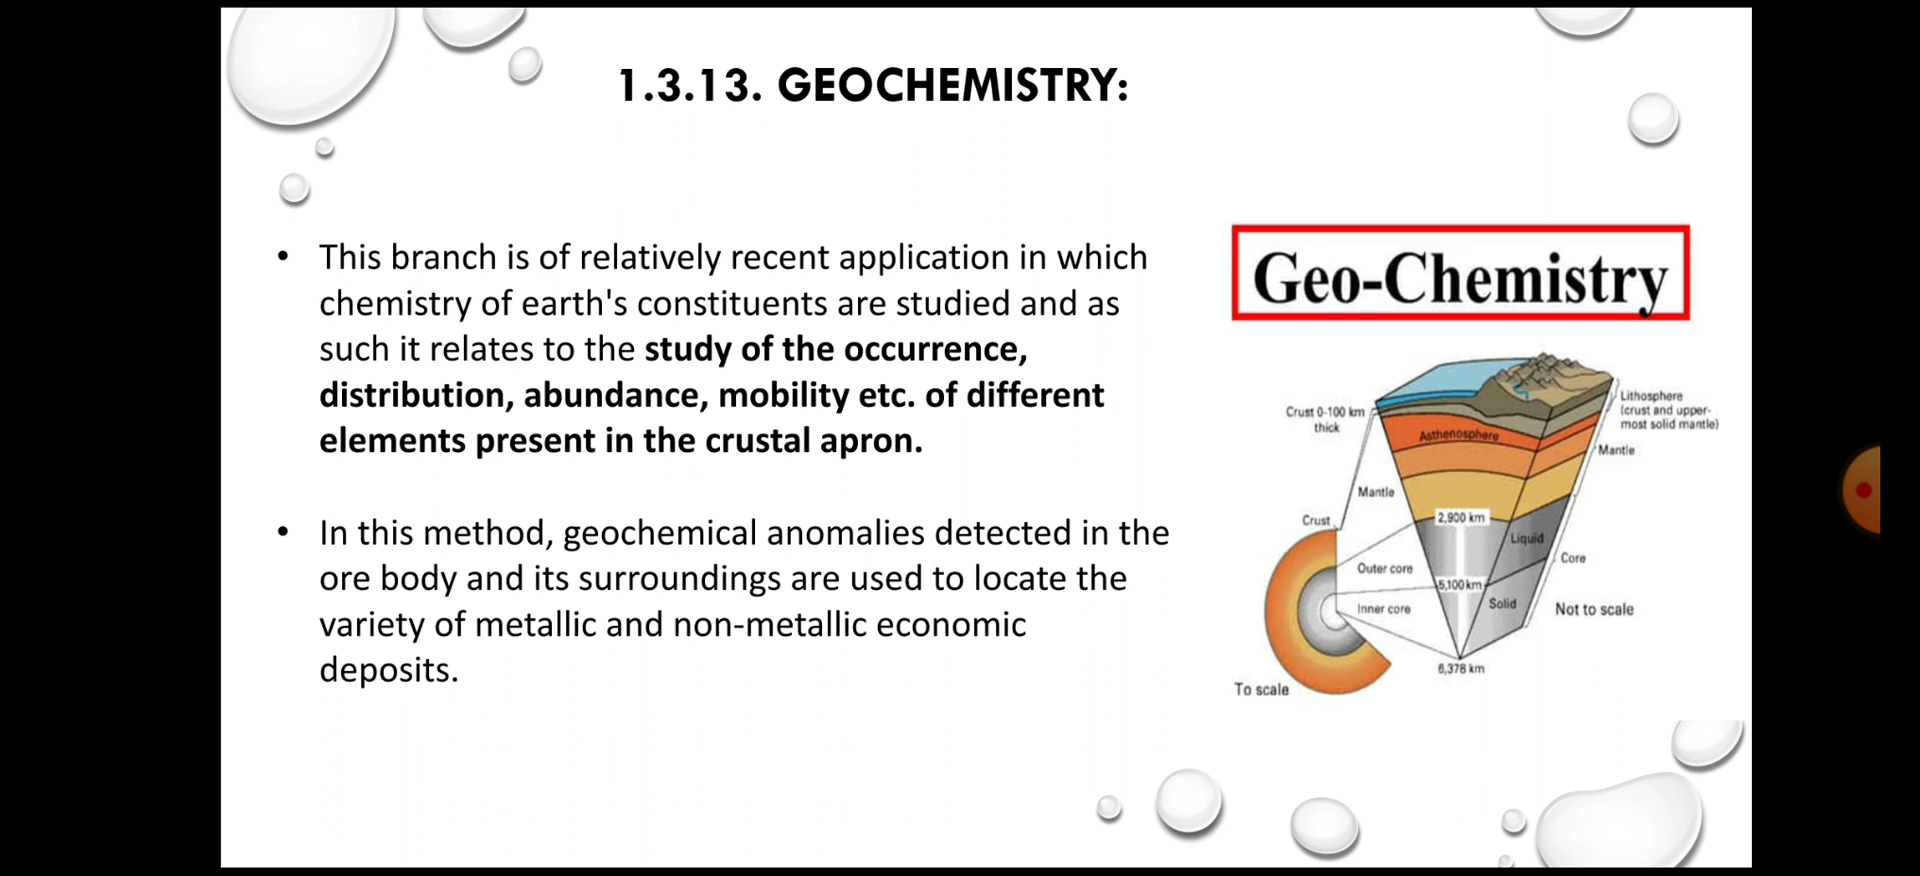 1.3.13. GEOCHEMISTRY:
• This branch is of relatively recent application in which
chemistry of earth's constituents are studied and as
such it relates to the study of the occurrence,
distribution, abundance, mobility etc. of different
elements present in the crustal apron.
• In this method, geochemical anomalies detected in the
ore body and its surroundings are used to locate the
variety of metallic and non-metallic economic
deposits.
Geo-Chemistry
Crust 0-100 km
thick
Asthenosphere
Lithosphere
(crust and upper-
most solid mantle)
Mantle
Mantle
Crust
2,900 km
Liquid
Core
Outer core
5,100 km
Inner core
Solid
Not to scale
6,378 km
To scale